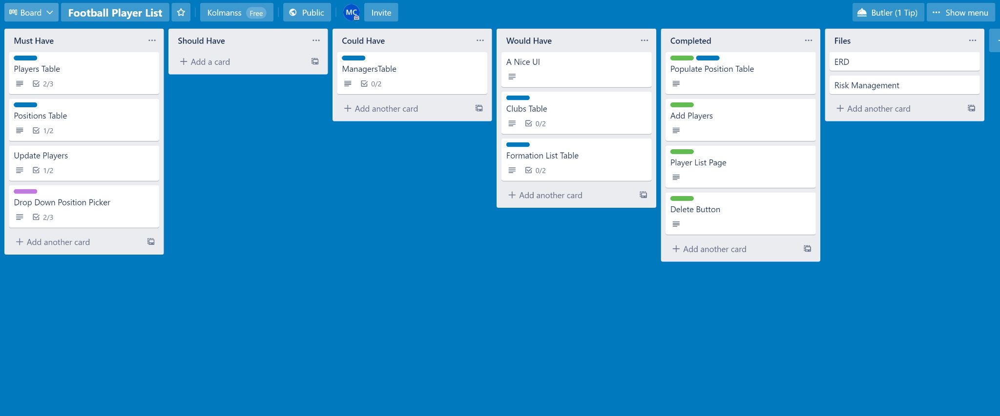 Board
Football Player List
Kolmanss Free
Public
MC
Invite
Butler (1 Tip)
Show menu
Must Have
Players Table
2/3
Positions Table
1/2
Update Players
1/2
Drop Down Position Picker
2/3
+ Add another card
Should Have
+ Add a card
Could Have
ManagersTable
0/2
+ Add another card
Would Have
A Nice UI
Clubs Table
0/2
Formation List Table
0/2
+ Add another card
Completed
Populate Position Table
Add Players
Player List Page
Delete Button
+ Add another card
Files
ERD
Risk Management
+ Add another card